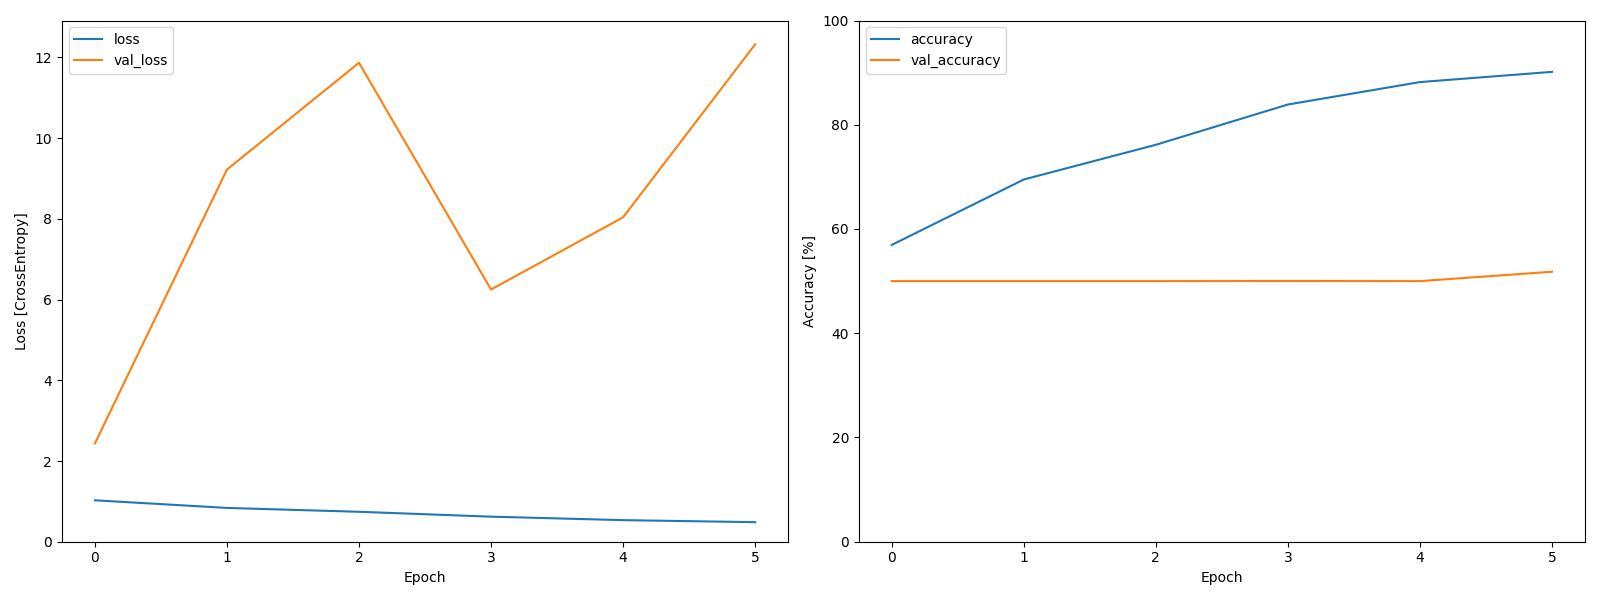 loss
val_loss
12
10
8
6
4
2
0
Loss [CrossEntropy]
0 1 2 3 4 5
Epoch
accuracy
val_accuracy
100
80
60
40
20
0
Accuracy [%]
0 1 2 3 4 5
Epoch